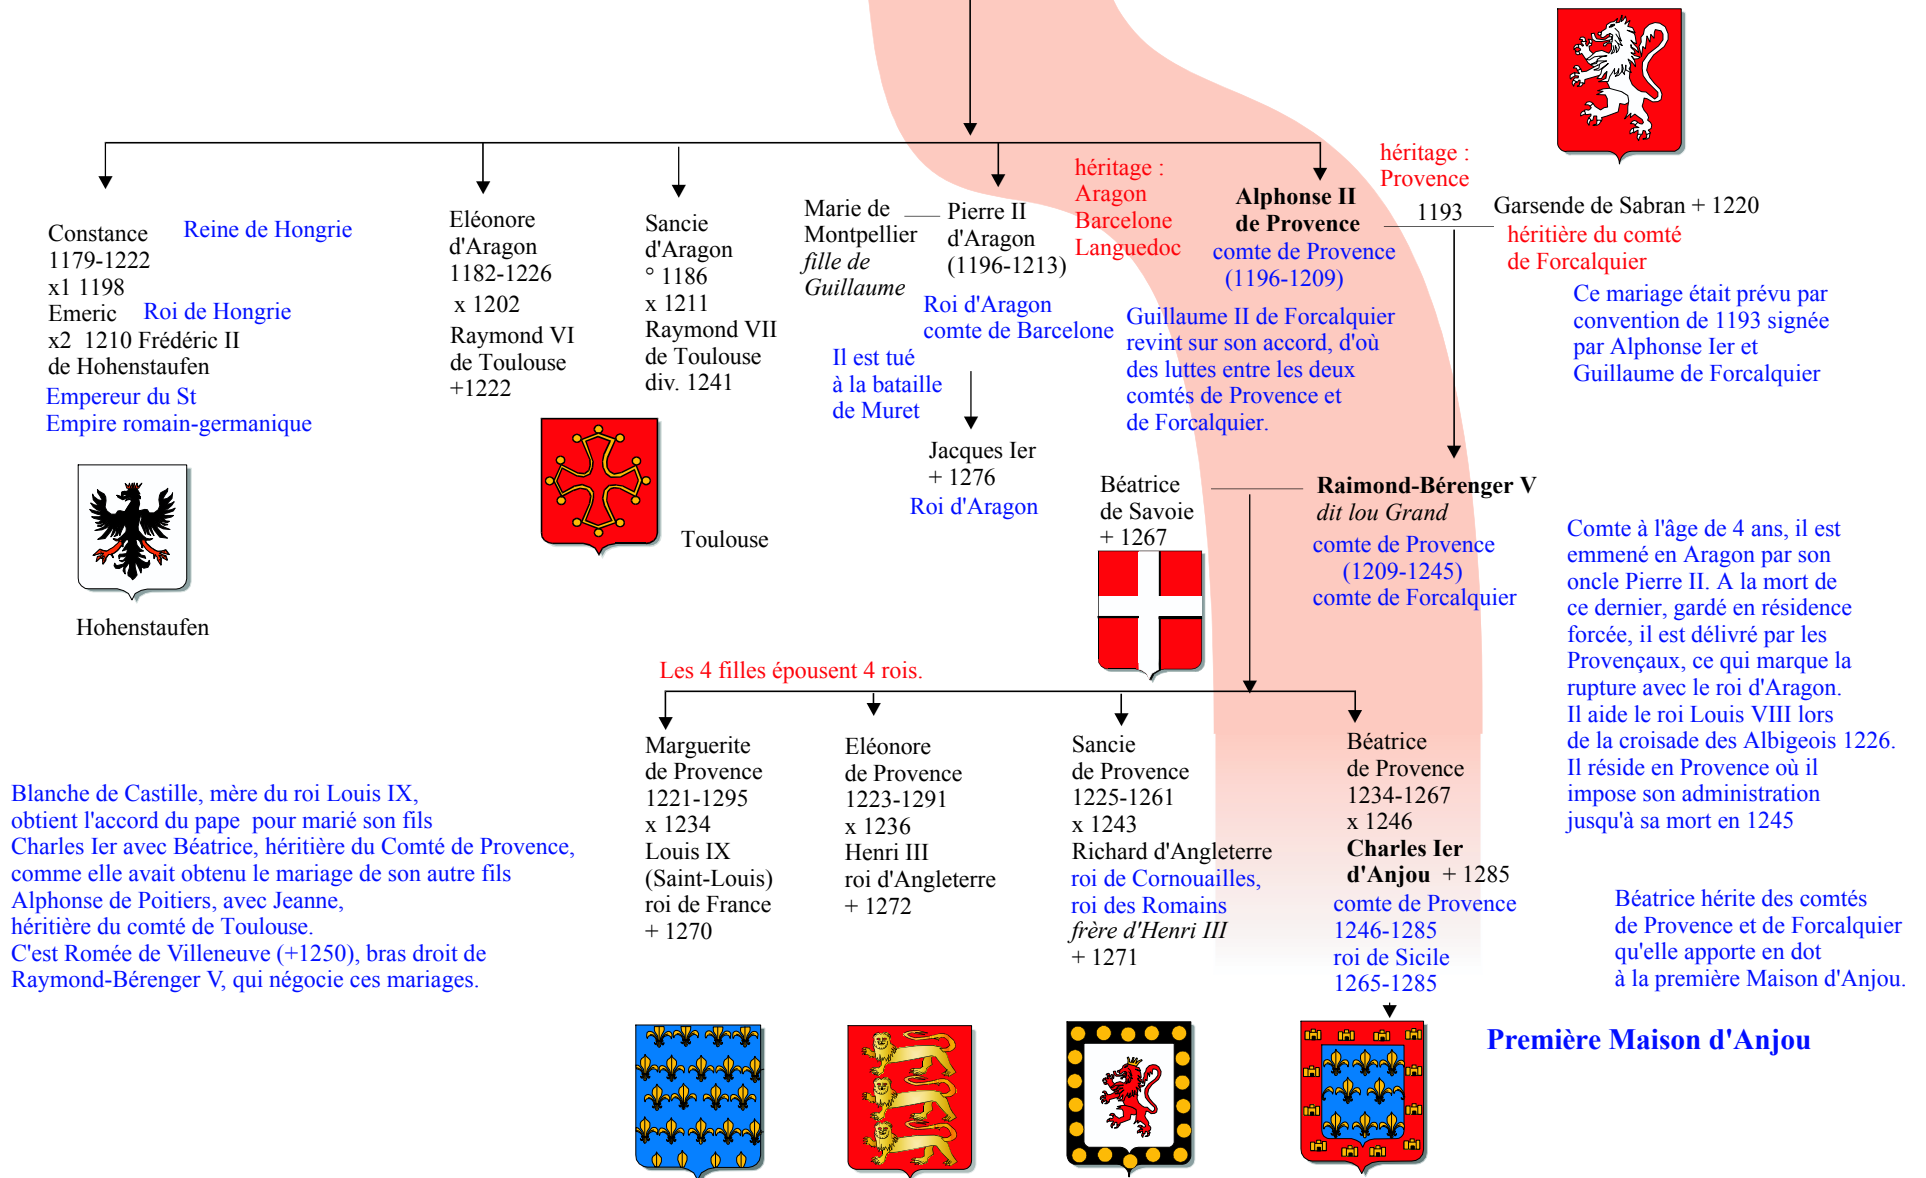 héritage :
Provence
1193
Garsende de Sabran + 1220
héritière du comté
de Forcalquier
Ce mariage était prévu par
convention de 1193 signée
par Alphonse Ier et
Guillaume de Forcalquier
Constance
1179-1222
x1 1198
Emeric
x2  1210 Frédéric II
de Hohenstaufen
Reine de Hongrie
Roi de Hongrie
Empereur du St
Empire romain-germanique
Hohenstaufen
Eléonore
d'Aragon
1182-1226
x 1202
Raymond VI
de Toulouse
+1222
Sancie
d'Aragon
° 1186
x 1211
Raymond VII
de Toulouse
div. 1241
Toulouse
Marie de
Montpellier
fille de
Guillaume
Pierre II
d'Aragon
(1196-1213)
Roi d'Aragon
comte de Barcelone
Il est tué
à la bataille
de Muret
héritage :
Aragon
Barcelone
Languedoc
Jacques Ier
+ 1276
Roi d'Aragon
Alphonse II
de Provence
comte de Provence
(1196-1209)
Guillaume II de Forcalquier
revint sur son accord, d'où
des luttes entre les deux
comtés de Provence et
de Forcalquier.
Béatrice
de Savoie
+ 1267
Raimond-Bérenger V
dit lou Grand
comte de Provence
(1209-1245)
comte de Forcalquier
Comte à l'âge de 4 ans, il est
emmené en Aragon par son
oncle Pierre II. A la mort de
ce dernier, gardé en résidence
forcée, il est délivré par les
Provençaux, ce qui marque la
rupture avec le roi d'Aragon.
Il aide le roi Louis VIII lors
de la croisade des Albigeois 1226.
Il réside en Provence où il
impose son administration
jusqu'à sa mort en 1245
Les 4 filles épousent 4 rois.
Marguerite
de Provence
1221-1295
x 1234
Louis IX
(Saint-Louis)
roi de France
+ 1270
Eléonore
de Provence
1223-1291
x 1236
Henri III
roi d'Angleterre
+ 1272
Sancie
de Provence
1225-1261
x 1243
Richard d'Angleterre
roi de Cornouailles,
roi des Romains
frère d'Henri III
+ 1271
Béatrice
de Provence
1234-1267
x 1246
Charles Ier
d'Anjou  + 1285
comte de Provence
1246-1285
roi de Sicile
1265-1285
Blanche de Castille, mère du roi Louis IX,
obtient l'accord du pape  pour marié son fils
Charles Ier avec Béatrice, héritière du Comté de Provence,
comme elle avait obtenu le mariage de son autre fils
Alphonse de Poitiers, avec Jeanne,
héritière du comté de Toulouse.
C'est Romée de Villeneuve (+1250), bras droit de
Raymond-Bérenger V, qui négocie ces mariages.
Béatrice hérite des comtés
de Provence et de Forcalquier
qu'elle apporte en dot
à la première Maison d'Anjou.
Première Maison d'Anjou